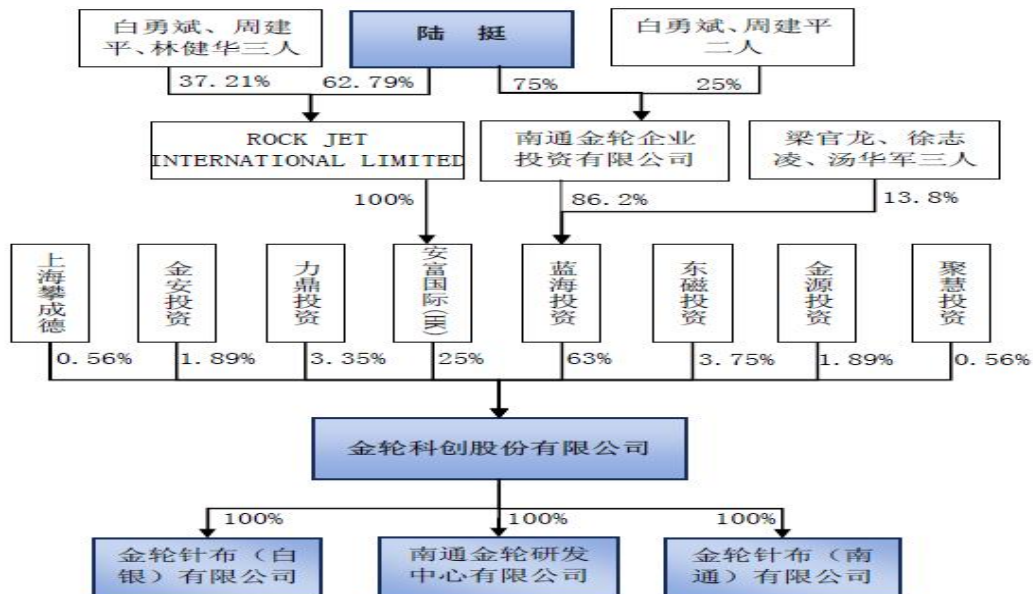 白勇斌、周建
平、林健华三人
陆 挺
白勇斌、周建平
二人
37.21%
62.79%
75%
25%
ROCK JET
INTERNATIONAL LIMITED
南通金轮企业
投资有限公司
梁官龙、徐志
凌、汤华军三人
100%
86.2%
13.8%
上海攀成德
金安投资
力鼎投资
安富国际(HK)
蓝海投资
东磁投资
金源投资
聚慧投资
0.56%
1.89%
3.35%
25%
63%
3.75%
1.89%
0.56%
金轮科创股份有限公司
100%
100%
100%
金轮针布（白
银）有限公司
南通金轮研发
中心有限公司
金轮针布（南
通）有限公司